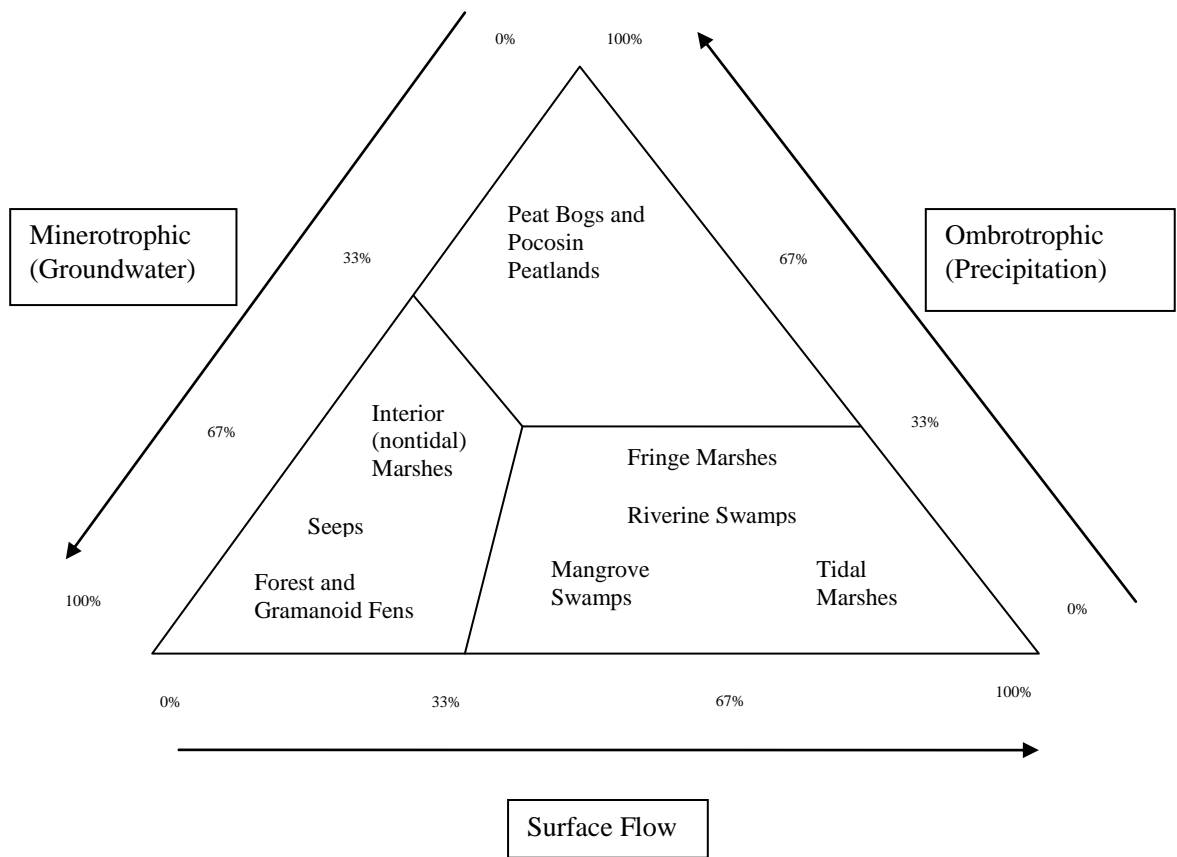 0%
100%
Minerotrophic
(Groundwater)
33%
Peat Bogs and
Pocosin
Peatlands
67%
Ombrotrophic
(Precipitation)
67%
Interior
(nontidal)
Marshes
33%
Fringe Marshes
Seeps
Riverine Swamps
Forest and
Gramanoid Fens
Mangrove
Swamps
Tidal
Marshes
100%
0%
0%
33%
67%
100%
Surface Flow